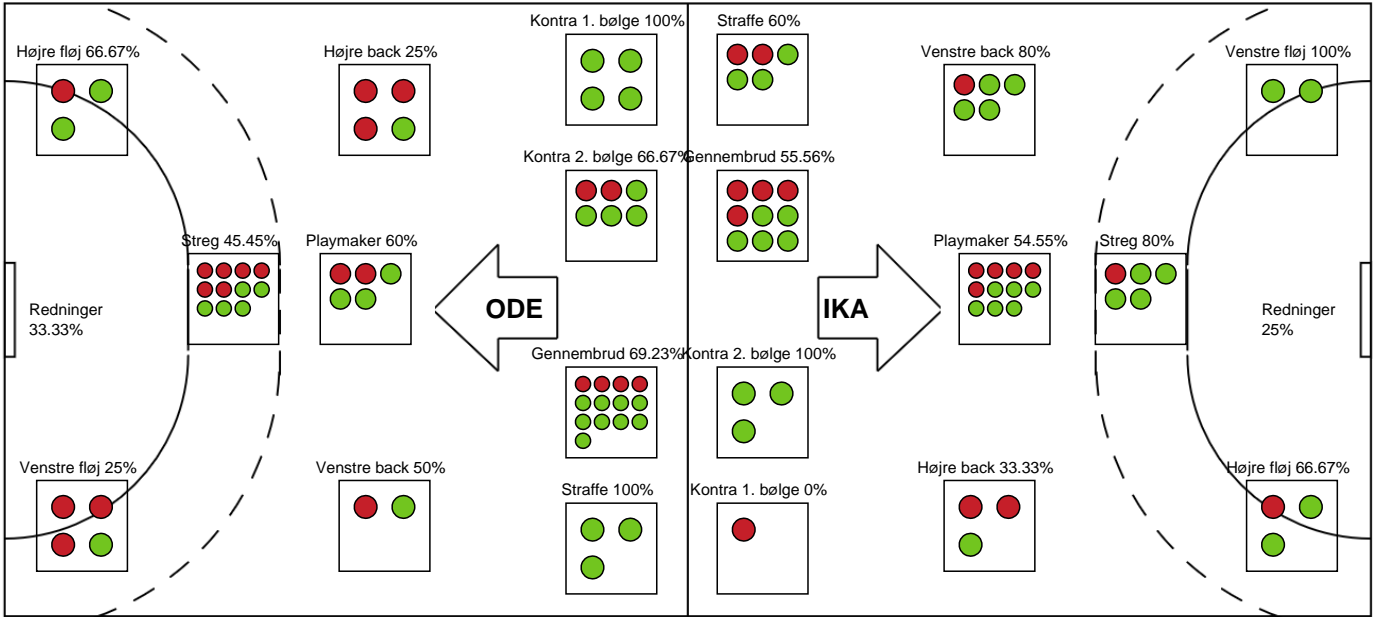 Kontra 1. bølge 100%
Straffe 60%
Højre fløj 66.67%
Højre back 25%
Venstre back 80%
Venstre fløj 100%
Kontra 2. bølge 66.67%
Gennembrud 55.56%
Streg 45.45%
Playmaker 60%
Playmaker 54.55%
Streg 80%
Redninger
33.33%
ODE
IKA
Redninger
25%
Gennembrud 69.23%
Kontra 2. bølge 100%
Venstre fløj 25%
Venstre back 50%
Straffe 100%
Kontra 1. bølge 0%
Højre back 33.33%
Højre fløj 66.67%